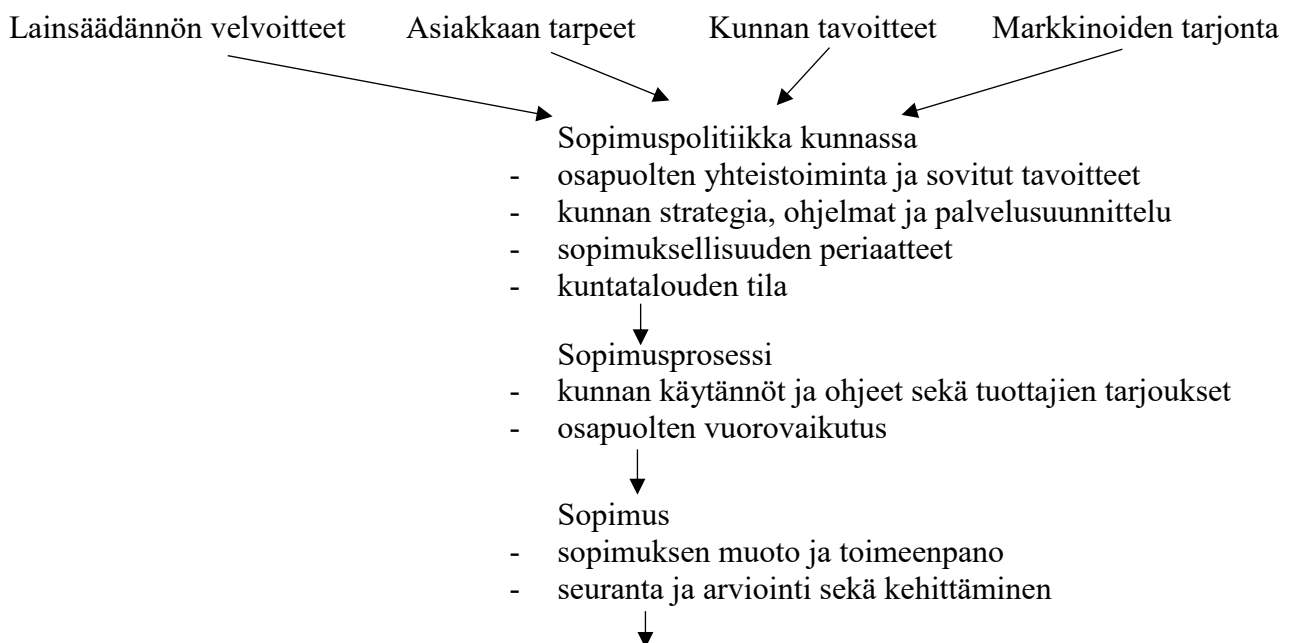 Lainsäädännön velvoitteet Asiakkaan tarpeet Kunnan tavoitteet Markkinoiden tarjonta
Sopimuspolitiikka kunnassa
- osapuolten yhteistoiminta ja sovitut tavoitteet
- kunnan strategia, ohjelmat ja palvelusuunnittelu
- sopimuksellisuuden periaatteet
- kuntatalouden tila
Sopimusprosessi
- kunnan käytännöt ja ohjeet sekä tuottajien tarjoukset
- osapuolten vuorovaikutus
Sopimus
- sopimuksen muoto ja toimeenpano
- seuranta ja arviointi sekä kehittäminen